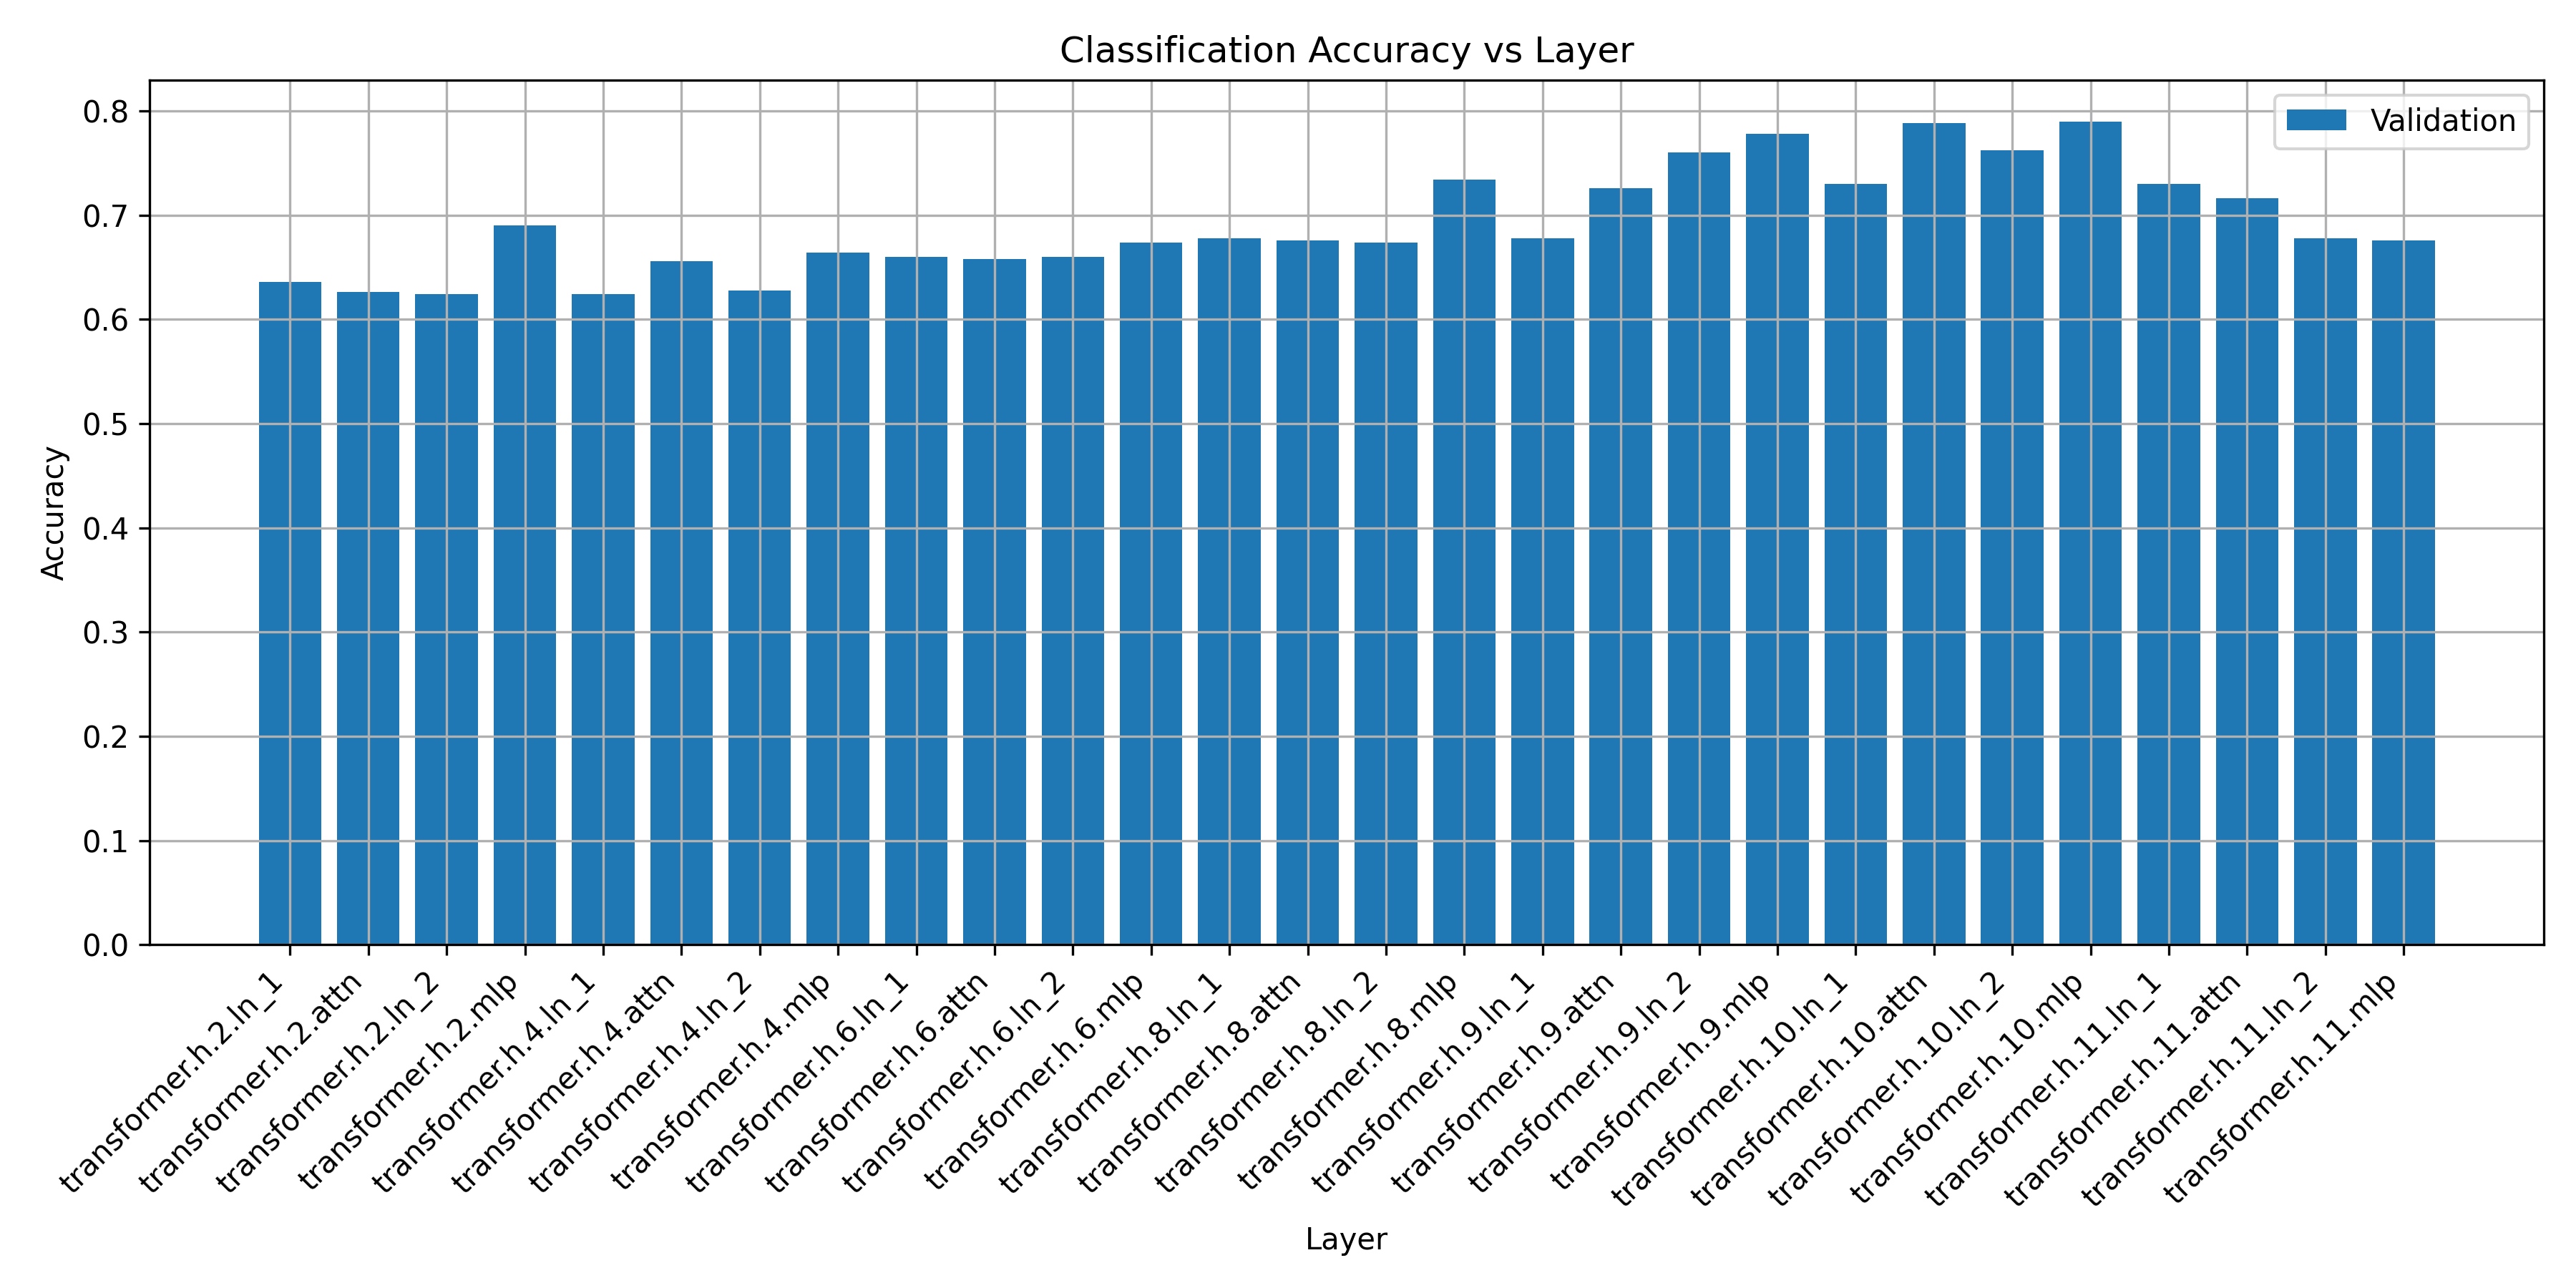 Classification Accuracy vs Layer
Validation
Accuracy
0.8
0.7
0.6
0.5
0.4
0.3
0.2
0.1
0.0
transformer.h.2.ln_1
transformer.h.2.attn
transformer.h.2.ln_2
transformer.h.2.mlp
transformer.h.4.ln_1
transformer.h.4.attn
transformer.h.4.ln_2
transformer.h.4.mlp
transformer.h.6.ln_1
transformer.h.6.attn
transformer.h.6.ln_2
transformer.h.6.mlp
transformer.h.8.ln_1
transformer.h.8.attn
transformer.h.8.ln_2
transformer.h.8.mlp
transformer.h.9.ln_1
transformer.h.9.attn
transformer.h.9.ln_2
transformer.h.9.mlp
transformer.h.10.ln_1
transformer.h.10.attn
transformer.h.10.ln_2
transformer.h.10.mlp
transformer.h.11.ln_1
transformer.h.11.attn
transformer.h.11.ln_2
transformer.h.11.mlp
Layer